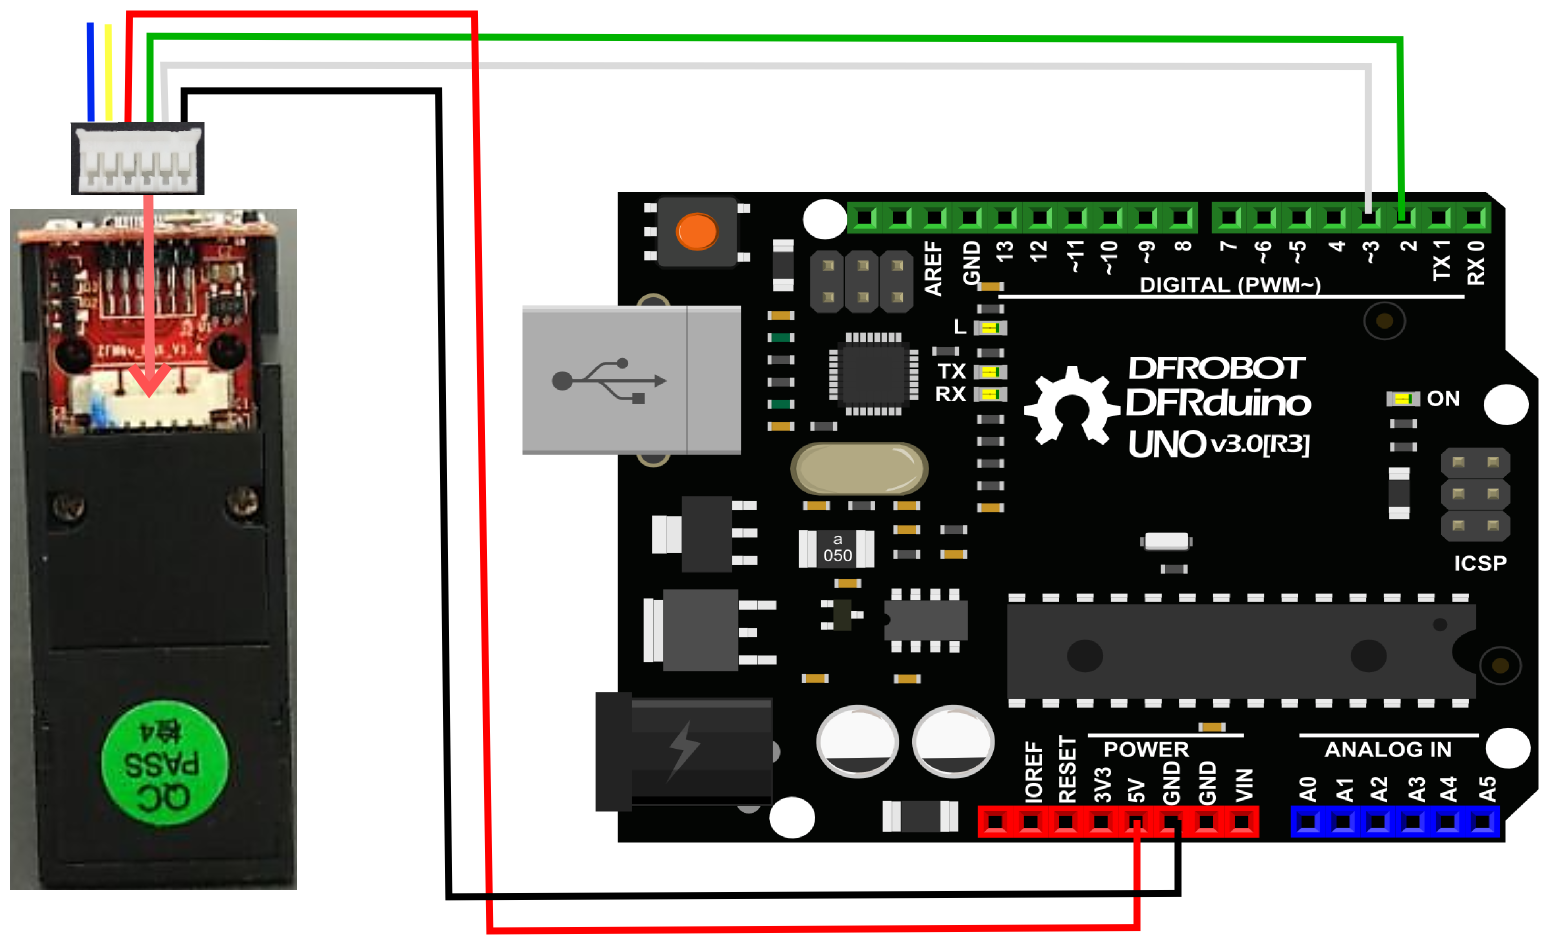 AREF
GND
13
12
~11
~10
~9
8
7
~6
~5
4
~3
2
TX 1
RX 0
DIGITAL (PWM~)
L
TX
RX
DFROBOT
DFRduino
UNO v3.0[R3]
ON
ICSP
a
050
POWER
IOREF
RESET
3V3
5V
GND
GND
VIN
ANALOG IN
A0
A1
A2
A3
A4
A5
QC
PASS